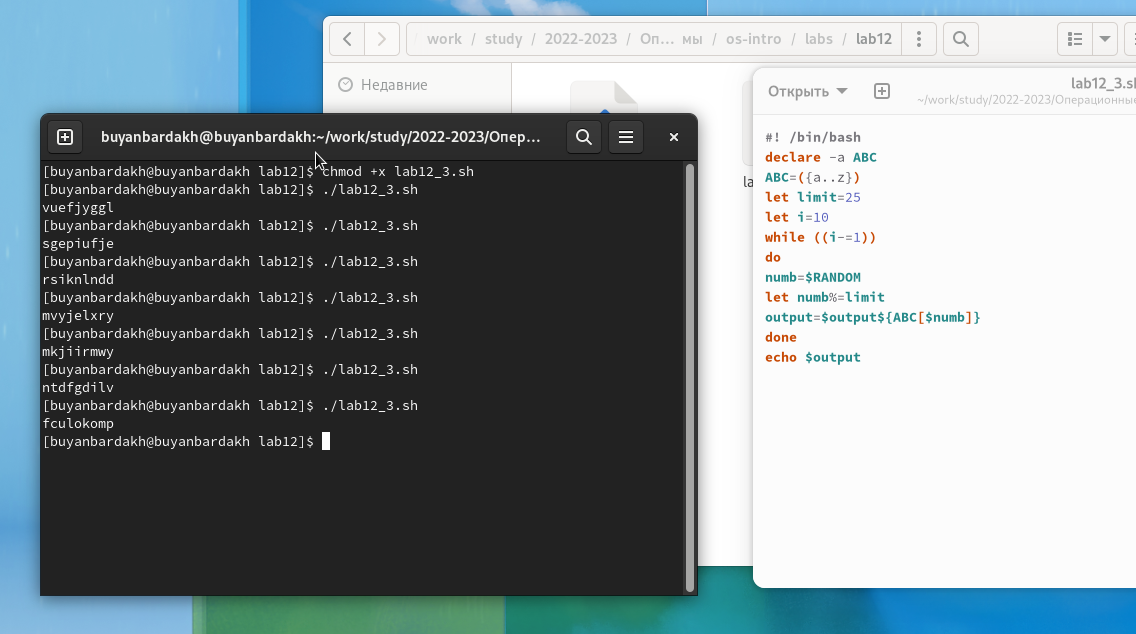 work / study / 2022-2023 / Оп… мы / os-intro / labs / lab12
Недавние
Открыть
lab12_3.sh
~/work/study/2022-2023/Операционные
buyanbardakh@buyanbardakh:~/work/study/2022-2023/Опер…
[buyanbardakh@buyanbardakh lab12]$ chmod +x lab12_3.sh
[buyanbardakh@buyanbardakh lab12]$ ./lab12_3.sh
vuefjyggl
[buyanbardakh@buyanbardakh lab12]$ ./lab12_3.sh
sgepiufje
[buyanbardakh@buyanbardakh lab12]$ ./lab12_3.sh
rsiknlndd
[buyanbardakh@buyanbardakh lab12]$ ./lab12_3.sh
mvyjelxry
[buyanbardakh@buyanbardakh lab12]$ ./lab12_3.sh
mkjiirmwy
[buyanbardakh@buyanbardakh lab12]$ ./lab12_3.sh
ntdfgdilv
[buyanbardakh@buyanbardakh lab12]$ ./lab12_3.sh
fculokomp
[buyanbardakh@buyanbardakh lab12]$
#! /bin/bash
declare -a ABC
ABC=({a..z})
let limit=25
let i=10
while ((i-=1))
do
numb=$RANDOM
let numb%=limit
output=$output${ABC[$numb]}
done
echo $output